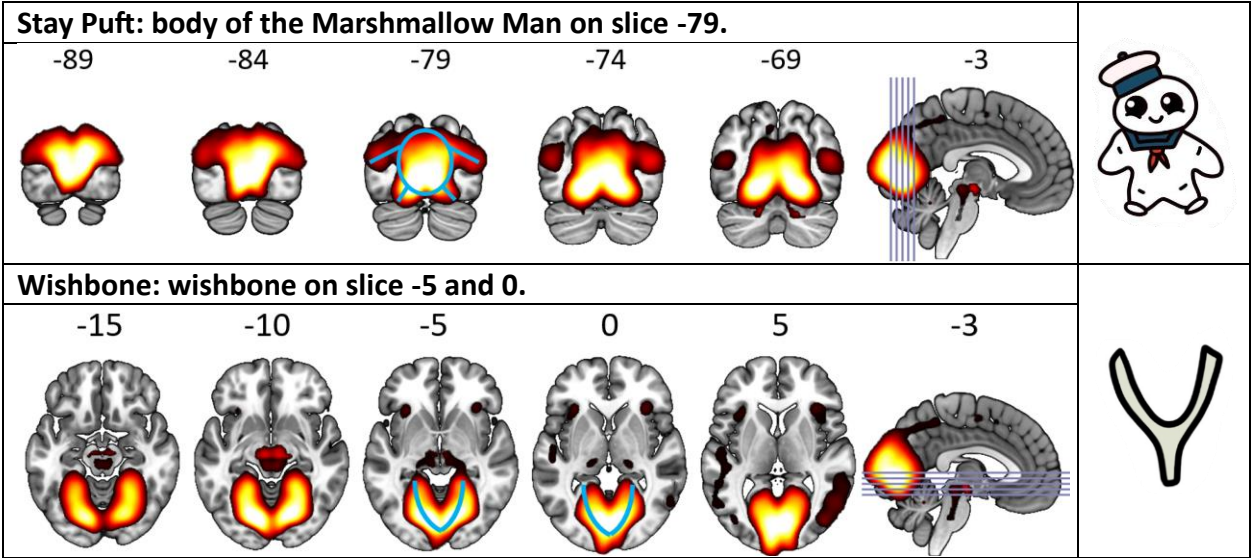 Stay Puft: body of the Marshmallow Man on slice -79.
-89 -84 -79 -74 -69 -3
Wishbone: wishbone on slice -5 and 0.
-15 -10 -5 0 5 -3